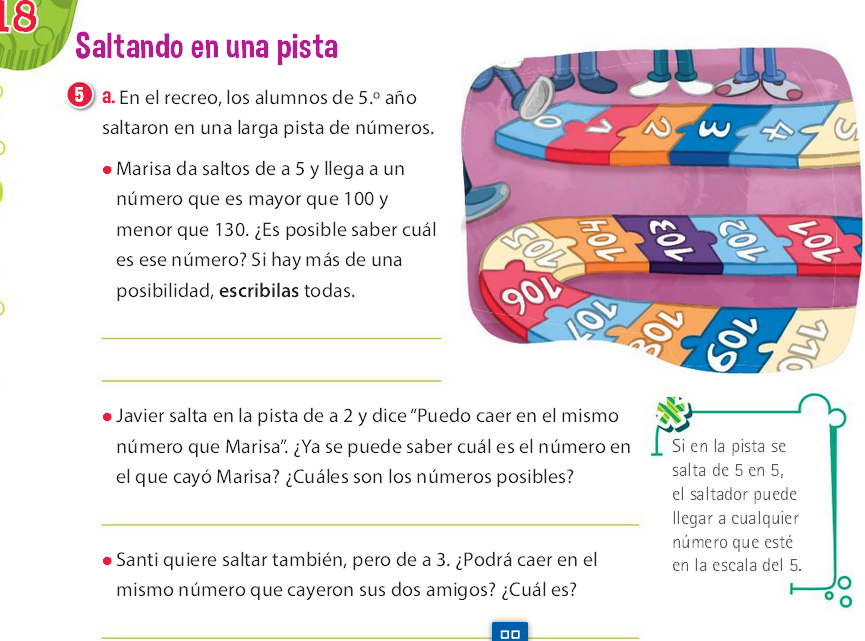 18
Saltando en una pista
5 a. En el recreo, los alumnos de 5.º año
saltaron en una larga pista de números.
• Marisa da saltos de a 5 y llega a un
número que es mayor que 100 y
menor que 130. ¿Es posible saber cuál
es ese número? Si hay más de una
posibilidad, escribilas todas.
0 1 2 3 4 5
105 104 103 102 101
106 107 108 109 110
• Javier salta en la pista de a 2 y dice “Puedo caer en el mismo
número que Marisa”. ¿Ya se puede saber cuál es el número en
el que cayó Marisa? ¿Cuáles son los números posibles?
• Santi quiere saltar también, pero de a 3. ¿Podrá caer en el
mismo número que cayeron sus dos amigos? ¿Cuál es?
Si en la pista se
salta de 5 en 5,
el saltador puede
llegar a cualquier
número que esté
en la escala del 5.